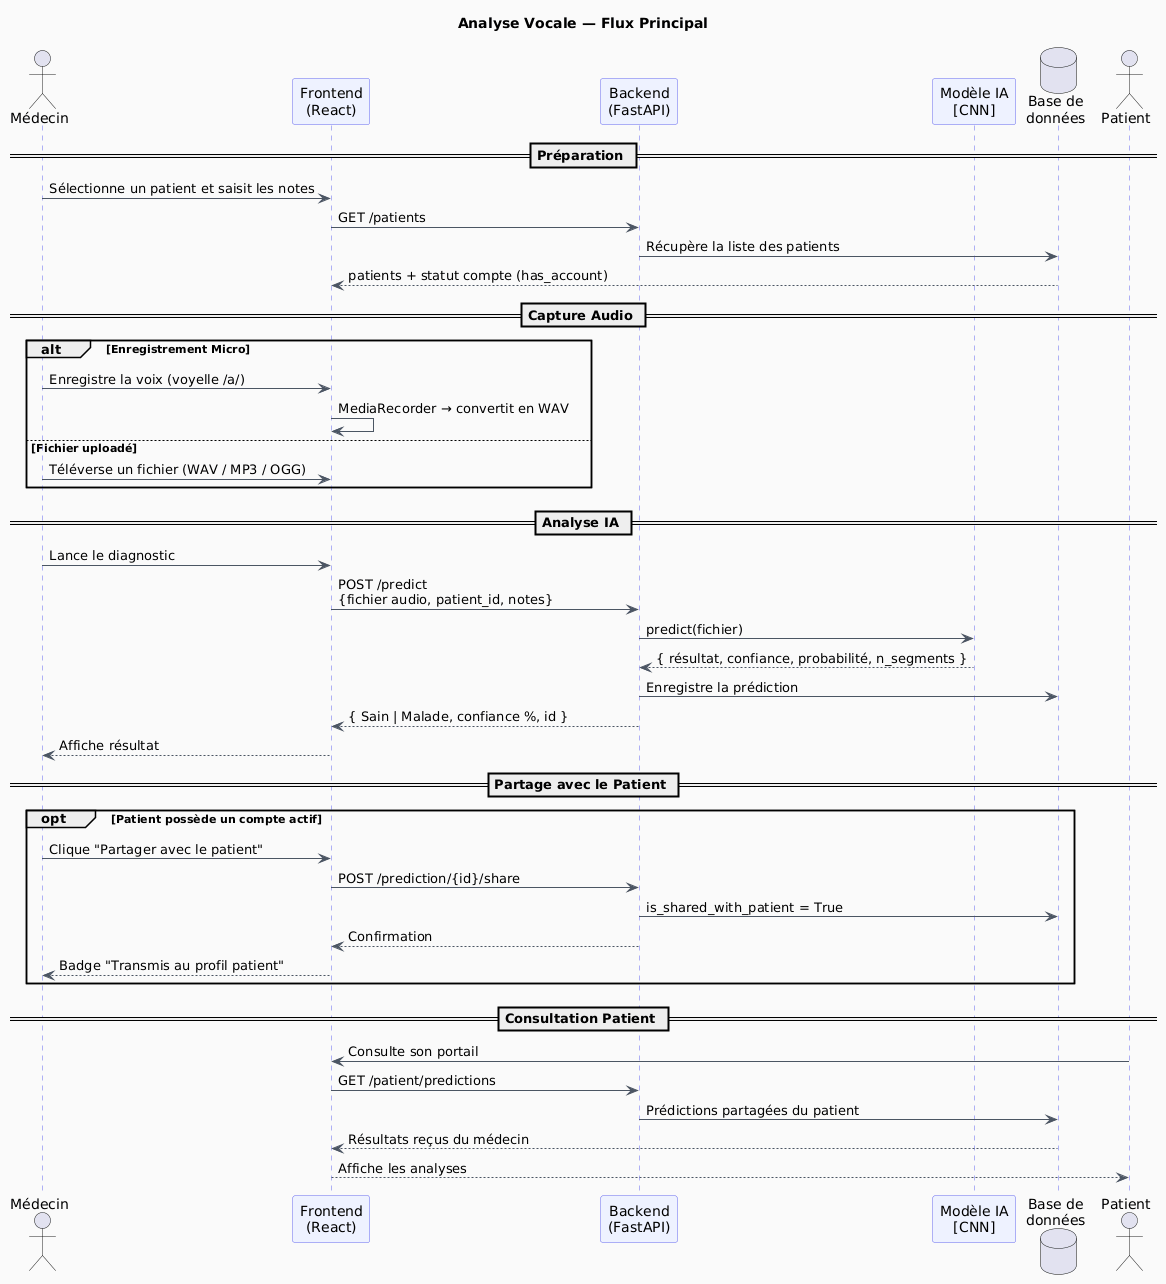 Analyse Vocale — Flux Principal
Médecin
Frontend
(React)
Backend
(FastAPI)
Modèle IA
[CNN]
Base de
données
Patient
Préparation
Sélectionne un patient et saisit les notes
GET /patients
Récupère la liste des patients
patients + statut compte (has_account)
Capture Audio
alt [Enregistrement Micro]
Enregistre la voix (voyelle /a/)
MediaRecorder → convertit en WAV
[Fichier uploadé]
Téléverse un fichier (WAV / MP3 / OGG)
Analyse IA
Lance le diagnostic
POST /predict
{fichier audio, patient_id, notes}
predict(fichier)
{ résultat, confiance, probabilité, n_segments }
Enregistre la prédiction
{ Sain | Malade, confiance %, id }
Affiche résultat
Partage avec le Patient
opt [Patient possède un compte actif]
Clique "Partager avec le patient"
POST /prediction/{id}/share
is_shared_with_patient = True
Confirmation
Badge "Transmis au profil patient"
Consultation Patient
Consulte son portail
GET /patient/predictions
Prédictions partagées du patient
Résultats reçus du médecin
Affiche les analyses
Médecin
Frontend
(React)
Backend
(FastAPI)
Modèle IA
[CNN]
Base de
données
Patient